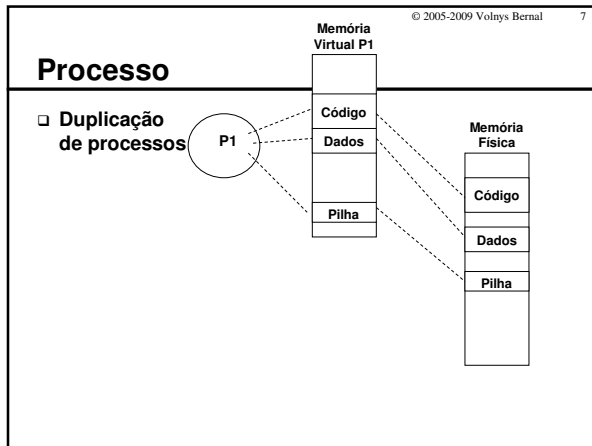 © 2005-2009 Volnys Bernal 7
Processo
❑ Duplicação
de processos
P1
Memória
Virtual P1
Código
Dados
Pilha
Memória
Física
Código
Dados
Pilha